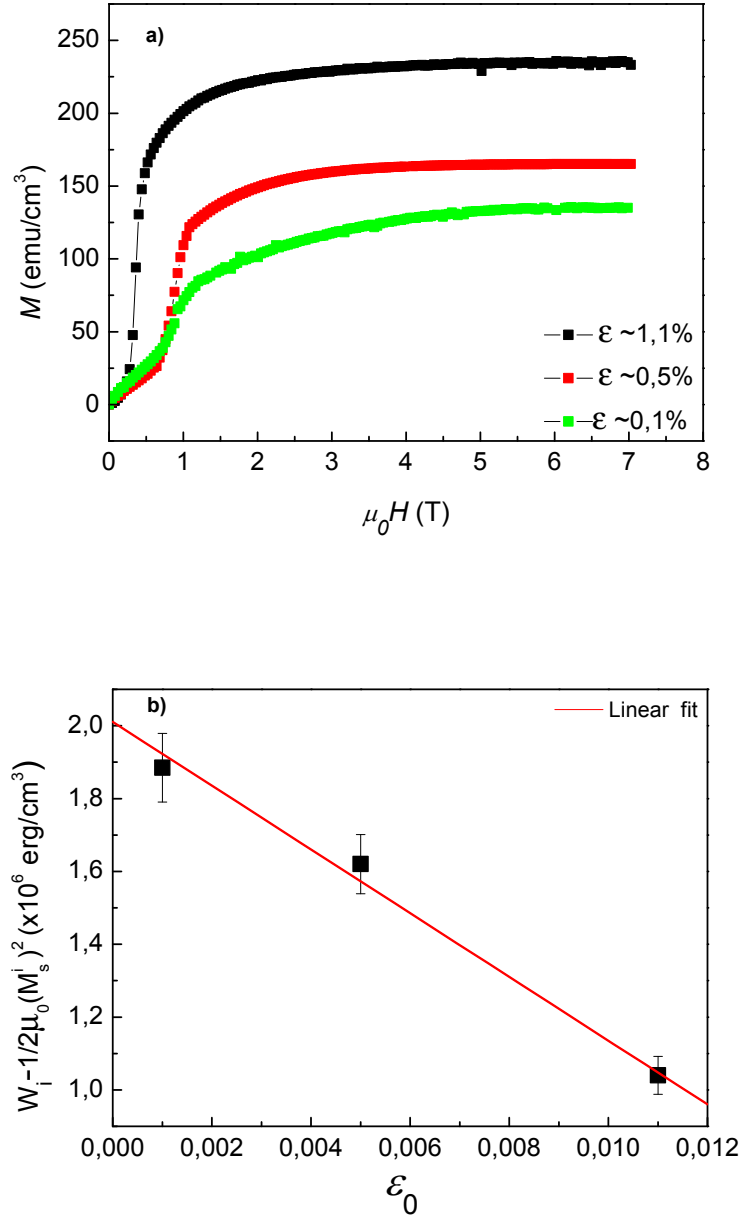 a)
250
200
150
100
50
0
M (emu/cm³)
ε ~1,1%
ε ~0,5%
ε ~0,1%
0 1 2 3 4 5 6 7 8
μ₀H (T)
b)
Linear fit
2,0
1,8
1,6
1,4
1,2
1,0
W_i-1/2μ₀(M^i_s)² (x10⁶ erg/cm³)
0,000 0,002 0,004 0,006 0,008 0,010 0,012
ε₀